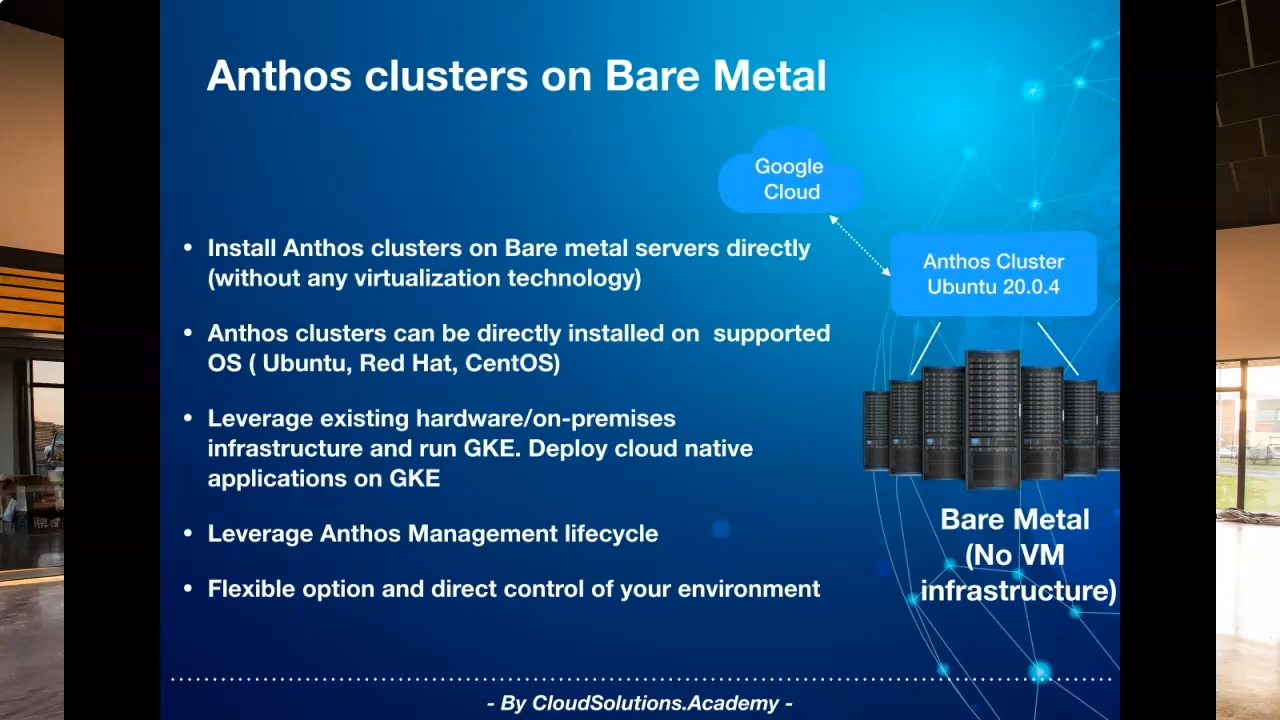 Anthos clusters on Bare Metal
Google
Cloud
Anthos Cluster
Ubuntu 20.0.4
• Install Anthos clusters on Bare metal servers directly
(without any virtualization technology)
• Anthos clusters can be directly installed on  supported
OS ( Ubuntu, Red Hat, CentOS)
• Leverage existing hardware/on-premises
infrastructure and run GKE. Deploy cloud native
applications on GKE
• Leverage Anthos Management lifecycle
• Flexible option and direct control of your environment
Bare Metal
(No VM
infrastructure)
- By CloudSolutions.Academy -